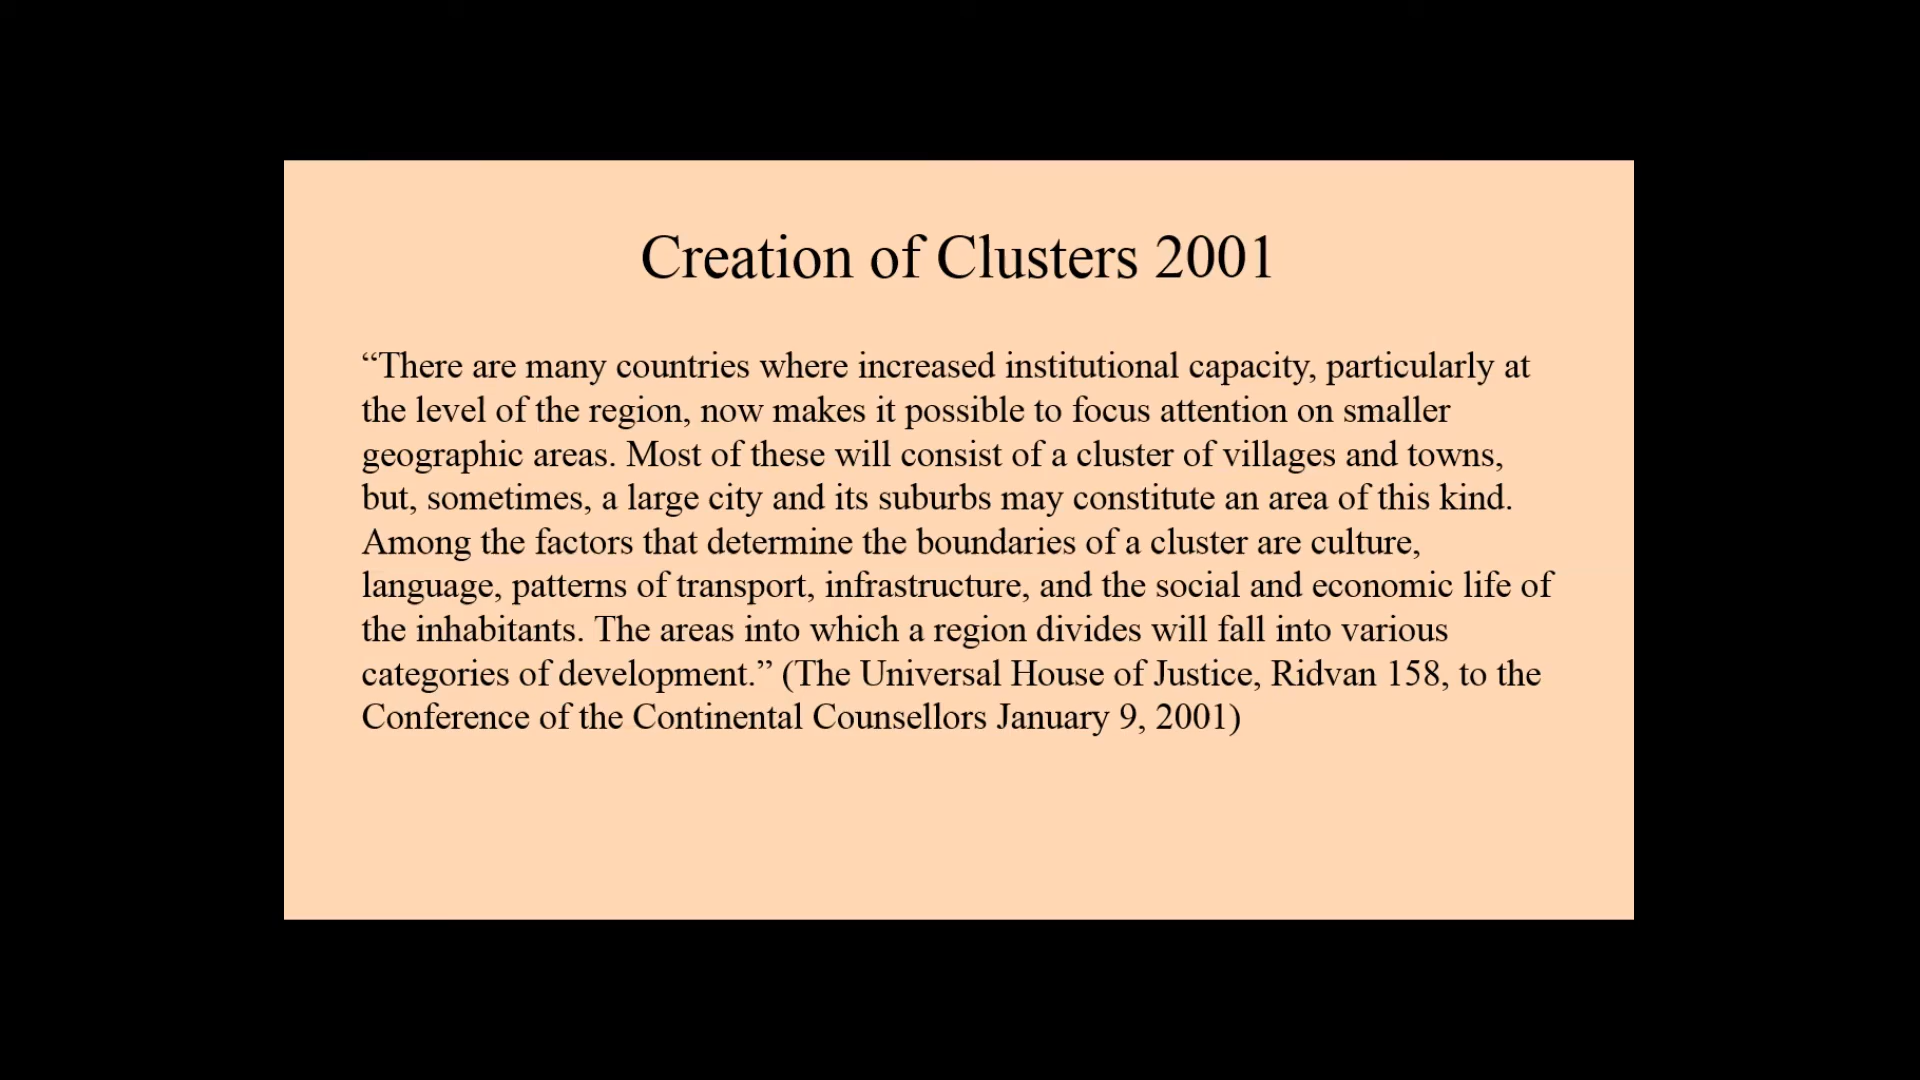 Creation of Clusters 2001
“There are many countries where increased institutional capacity, particularly at
the level of the region, now makes it possible to focus attention on smaller
geographic areas. Most of these will consist of a cluster of villages and towns,
but, sometimes, a large city and its suburbs may constitute an area of this kind.
Among the factors that determine the boundaries of a cluster are culture,
language, patterns of transport, infrastructure, and the social and economic life of
the inhabitants. The areas into which a region divides will fall into various
categories of development.” (The Universal House of Justice, Ridvan 158, to the
Conference of the Continental Counsellors January 9, 2001)